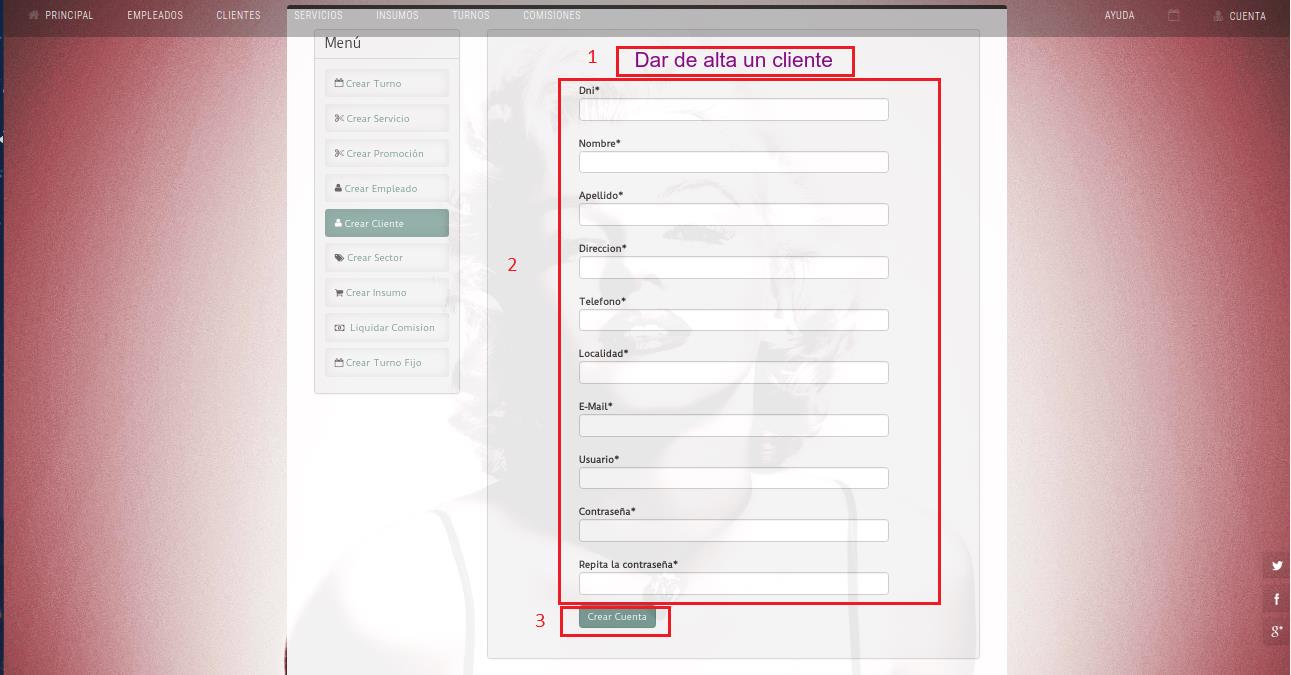 PRINCIPAL EMPLEADOS CLIENTES SERVICIOS INSUMOS TURNOS COMISIONES AYUDA CUENTA
Menú
Crear Turno
Crear Servicio
Crear Promoción
Crear Empleado
Crear Cliente
Crear Sector
Crear Insumo
Liquidar Comision
Crear Turno Fijo
1 Dar de alta un cliente
2
Dni*
Nombre*
Apellido*
Direccion*
Telefono*
Localidad*
E-Mail*
Usuario*
Contraseña*
Repita la contraseña*
3 Crear Cuenta